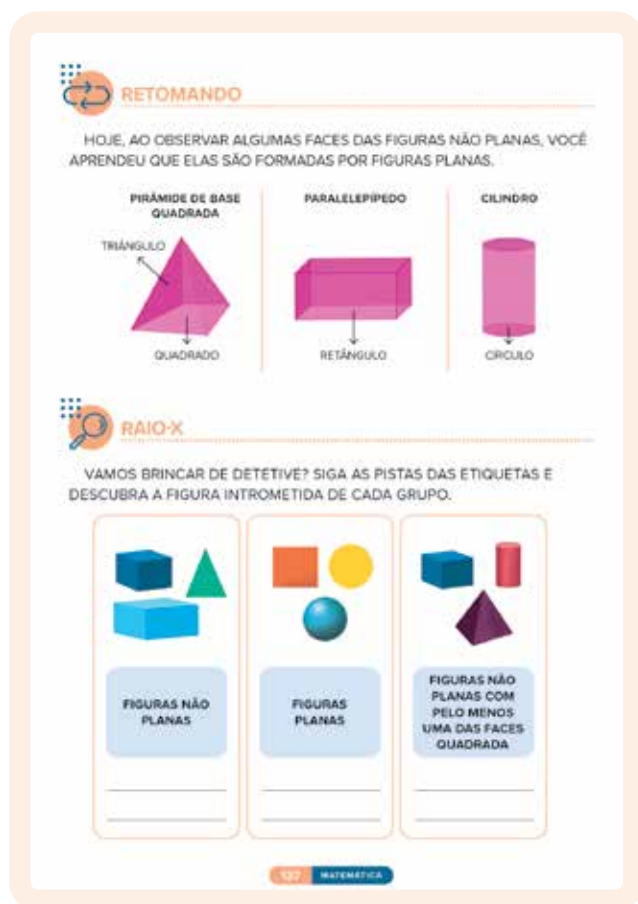 RETOMANDO
HOJE, AO OBSERVAR ALGUMAS FACES DAS FIGURAS NÃO PLANAS, VOCÊ
APRENDEU QUE ELAS SÃO FORMADAS POR FIGURAS PLANAS.
PIRÂMIDE DE BASE
QUADRADA
PARALELEPÍPEDO
CILINDRO
TRIÂNGULO
QUADRADO
RETÂNGULO
CÍRCULO
RAIO-X
VAMOS BRINCAR DE DETETIVE? SIGA AS PISTAS DAS ETIQUETAS E
DESCUBRA A FIGURA INTROMETIDA DE CADA GRUPO.
FIGURAS NÃO
PLANAS
FIGURAS
PLANAS
FIGURAS NÃO
PLANAS COM
PELO MENOS
UMA DAS FACES
QUADRADA
MATEMÁTICA